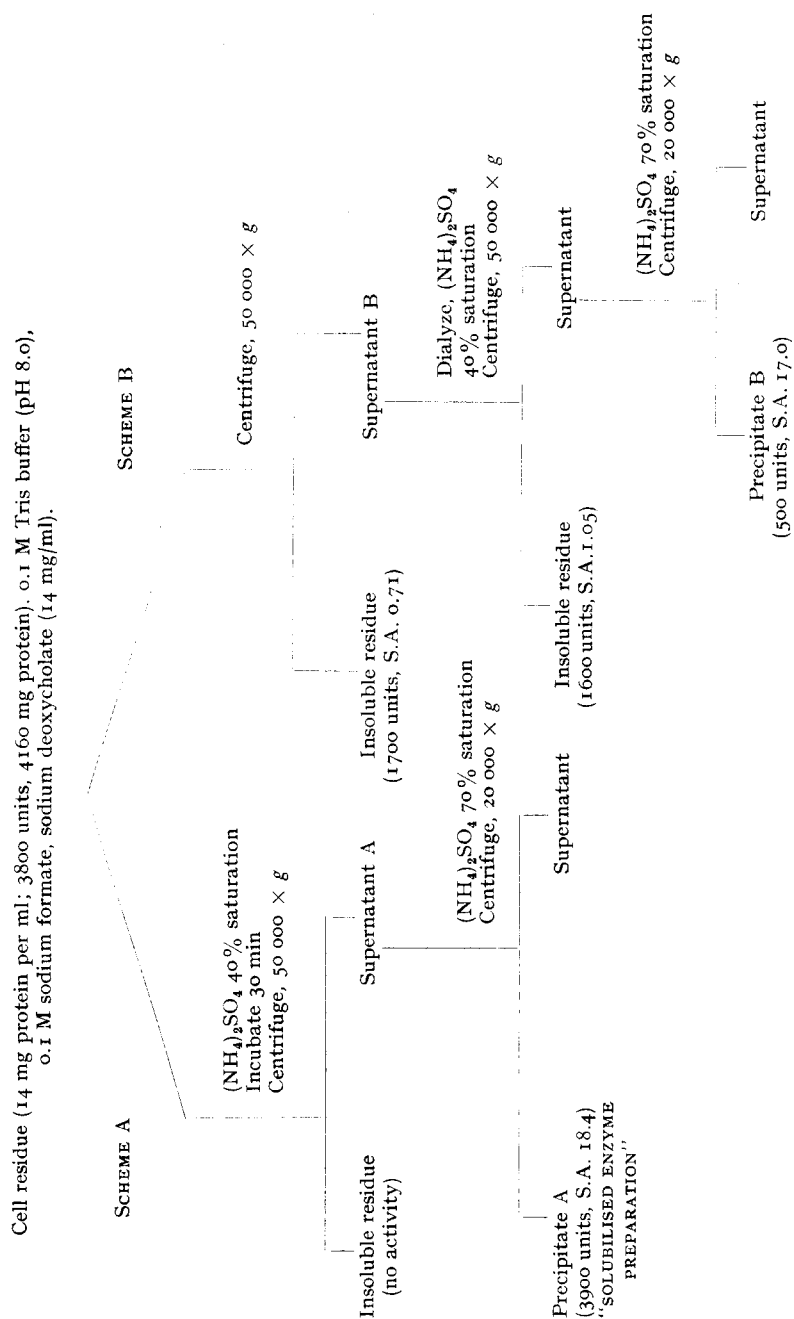 Cell residue (14 mg protein per ml; 3800 units, 4160 mg protein). 0.1 M Tris buffer (pH 8.0),
0.1 M sodium formate, sodium deoxycholate (14 mg/ml).
SCHEME A
(NH₄)₂SO₄ 40% saturation
Incubate 30 min
Centrifuge, 50 000 × g
Insoluble residue
(no activity)
Supernatant A
(NH₄)₂SO₄ 70% saturation
Centrifuge, 20 000 × g
Precipitate A
(3900 units, S.A. 18.4)
"SOLUBILISED ENZYME
PREPARATION"
Supernatant
SCHEME B
Centrifuge, 50 000 × g
Insoluble residue
(1700 units, S.A. 0.71)
Supernatant B
Dialyze, (NH₄)₂SO₄
40% saturation
Centrifuge, 50 000 × g
Insoluble residue
(1600 units, S.A.1.05)
Supernatant
(NH₄)₂SO₄ 70% saturation
Centrifuge, 20 000 × g
Precipitate B
(500 units, S.A. 17.0)
Supernatant